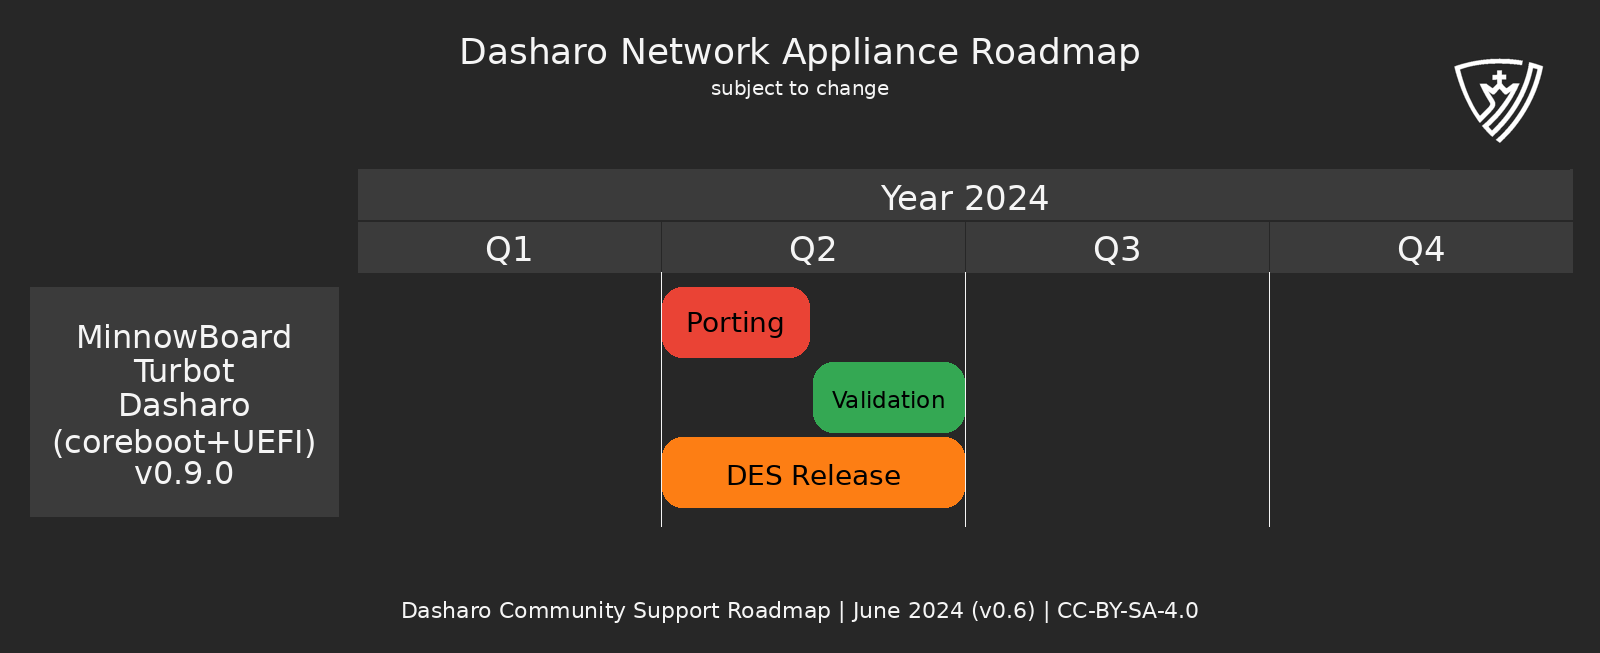 Dasharo Network Appliance Roadmap
subject to change
Year 2024
Q1 Q2 Q3 Q4
MinnowBoard
Turbot
Dasharo
(coreboot+UEFI)
v0.9.0
Porting
Validation
DES Release
Dasharo Community Support Roadmap | June 2024 (v0.6) | CC-BY-SA-4.0